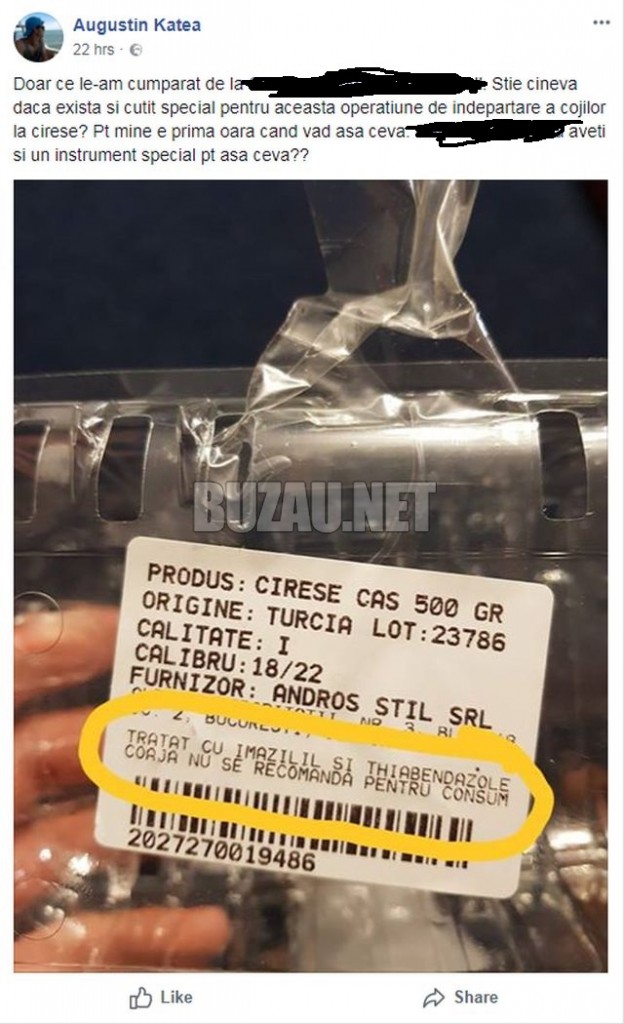 Augustin Katea
22 hrs
Doar ce le-am cumparat de la . Stie cineva
daca exista si cutit special pentru aceasta operatiune de indepartare a cojilor
la cirese? Pt mine e prima oara cand vad asa ceva. aveti
si un instrument special pt asa ceva??
BUZAU.NET
PRODUS: CIRESE CAS 500 GR
ORIGINE: TURCIA LOT:23786
CALITATE: I
CALIBRU: 18/22
FURNIZOR: ANDROS STIL SRL
2, BUCURESTI
TRATAT CU IMAZILIL SI THIABENDAZOLE
COAJA NU SE RECOMANDA PENTRU CONSUM
2027270019486
Like
Share